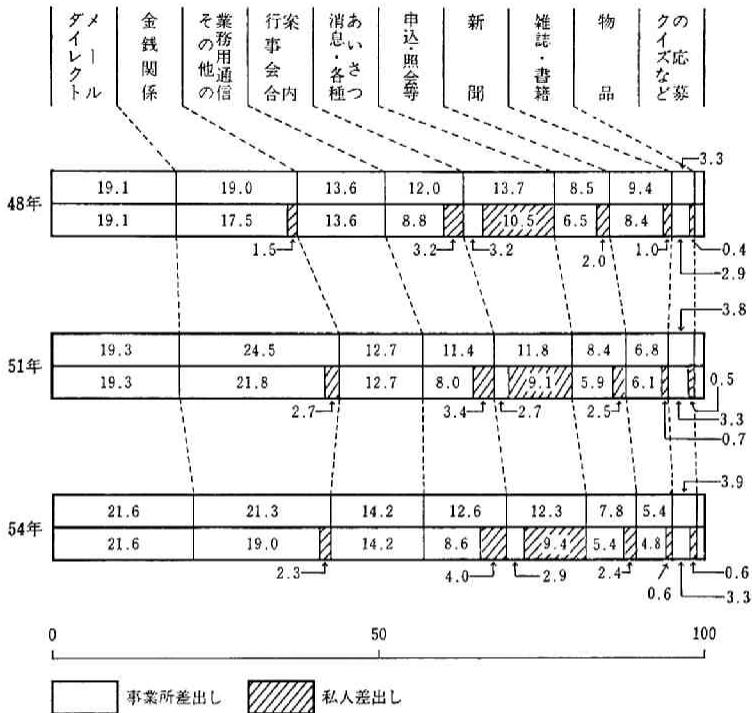 ダイレクト
メール
金銭関係
その他の
業務用通信
行事会合
案内
消息・各種
あいさつ
申込・照会等
新聞
雑誌・書籍
物品
クイズなど
の応募
3.3
48年
19.1 19.0 13.6 12.0 13.7 8.5 9.4
19.1 17.5 13.6 8.8 10.5 6.5 8.4
1.5 3.2 3.2 2.0 1.0 0.4
2.9
3.8
51年
19.3 24.5 12.7 11.4 11.8 8.4 6.8
19.3 21.8 12.7 8.0 9.1 5.9 6.1 0.5
2.7 3.4 2.7 2.5 3.3
0.7
3.9
54年
21.6 21.3 14.2 12.6 12.3 7.8 5.4
21.6 19.0 14.2 8.6 9.4 5.4 4.8
2.3 4.0 2.9 2.4 0.6 0.6
3.3
0 50 100
事業所差出し 私人差出し